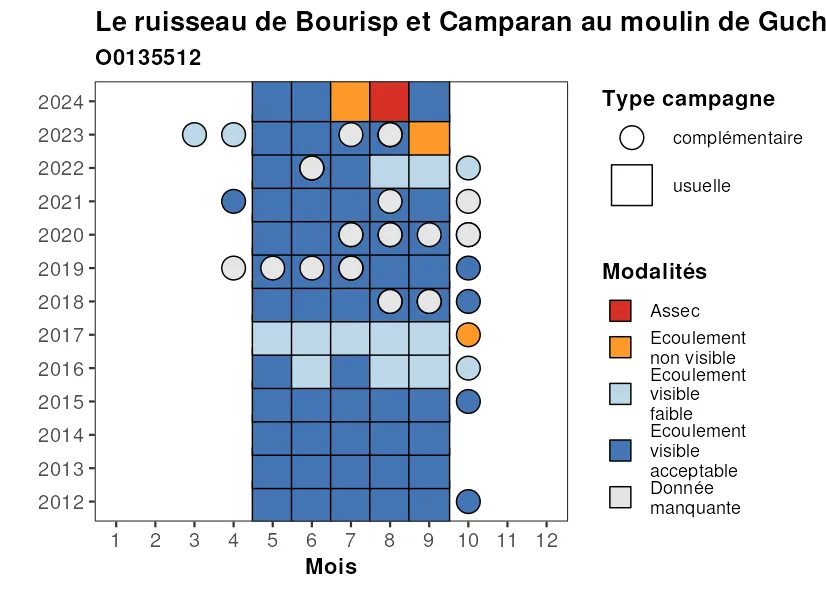 Le ruisseau de Bourisp et Camparan au moulin de Guch
O0135512
2024
2023
2022
2021
2020
2019
2018
2017
2016
2015
2014
2013
2012
1 2 3 4 5 6 7 8 9 10 11 12
Mois
Type campagne
complémentaire
usuelle
Modalités
Assec
Ecoulement
non visible
Ecoulement
visible
faible
Ecoulement
visible
acceptable
Donnée
manquante